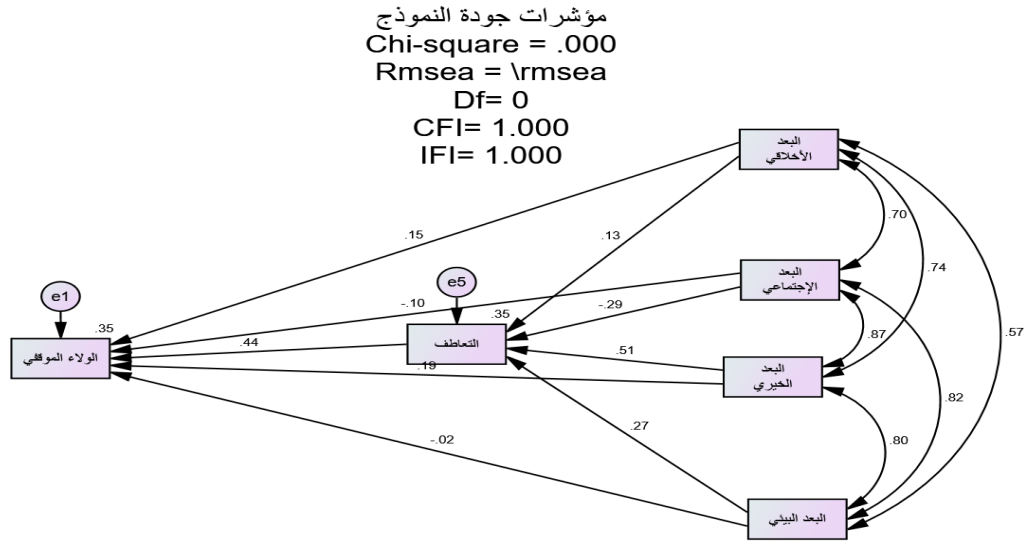 مؤشرات جودة النموذج
Chi-square = .000
Rmsea = \rmsea
Df= 0
CFI= 1.000
IFI= 1.000
البعد
الأخلاقي
.70
.15
.13
.74
البعد
الإجتماعي
e5
e1
-.10
-.29
.35
.35
.87
.57
التعاطف
.44
الولاء الموقفي
.51
.19
البعد
الخيري
.82
.27
-.02
.80
البعد البيئي